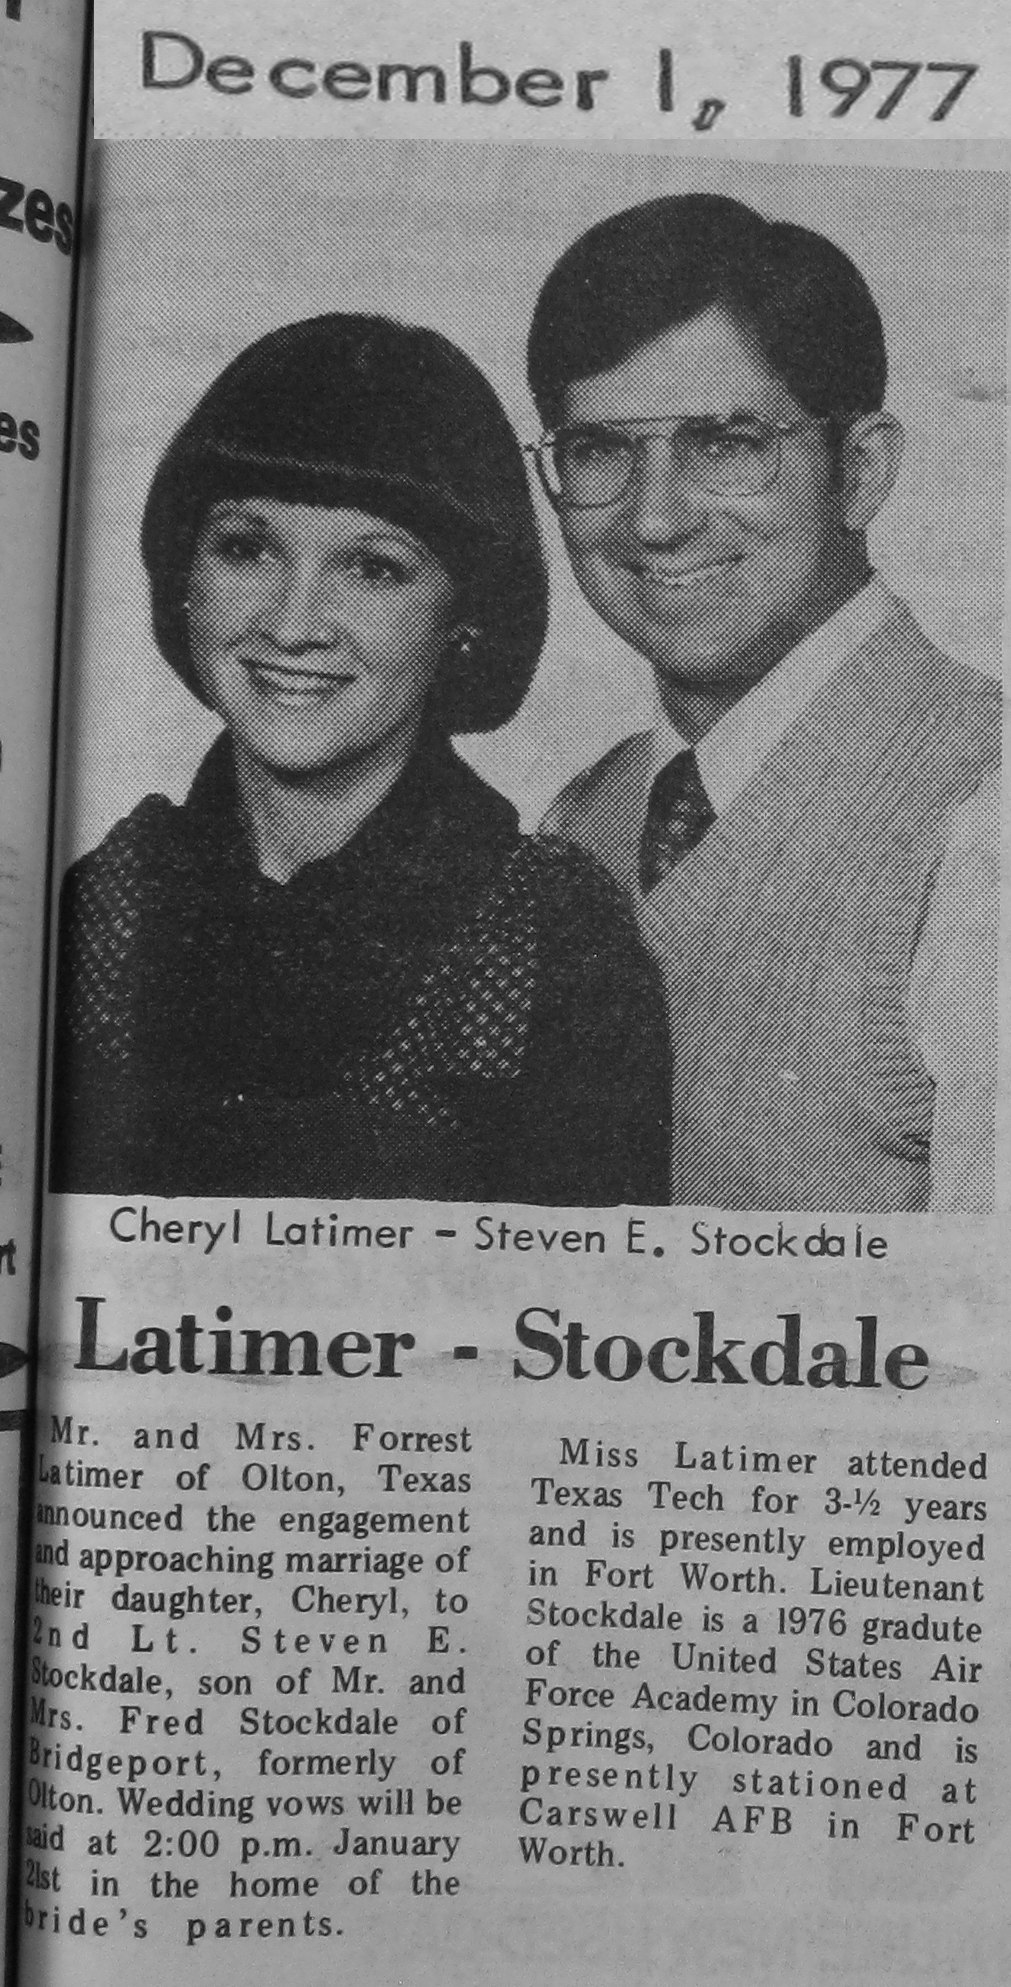 December 1, 1977
zes
es
rt
Cheryl Latimer - Steven E. Stockdale
Latimer - Stockdale
Mr. and Mrs. Forrest
Latimer of Olton, Texas
announced the engagement
and approaching marriage of
their daughter, Cheryl, to
2nd Lt. Steven E.
Stockdale, son of Mr. and
Mrs. Fred Stockdale of
Bridgeport, formerly of
Olton. Wedding vows will be
said at 2:00 p.m. January
21st in the home of the
bride's parents.
Miss Latimer attended
Texas Tech for 3-½ years
and is presently employed
in Fort Worth. Lieutenant
Stockdale is a 1976 gradute
of the United States Air
Force Academy in Colorado
Springs, Colorado and is
presently stationed at
Carswell AFB in Fort
Worth.